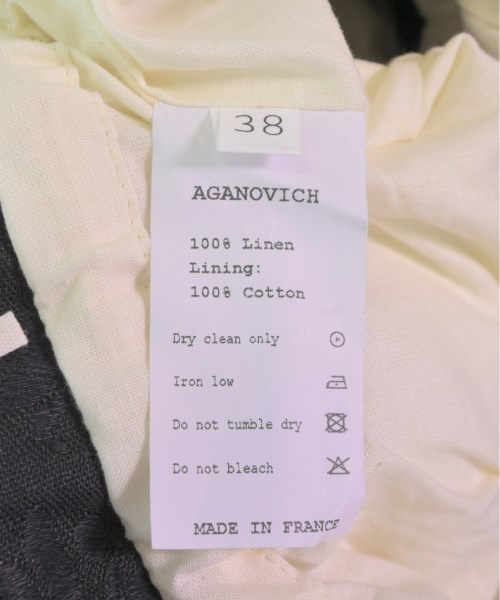 38
AGANOVICH
100% Linen
Lining:
100% Cotton
Dry clean only
Iron low
Do not tumble dry
Do not bleach
MADE IN FRANCE